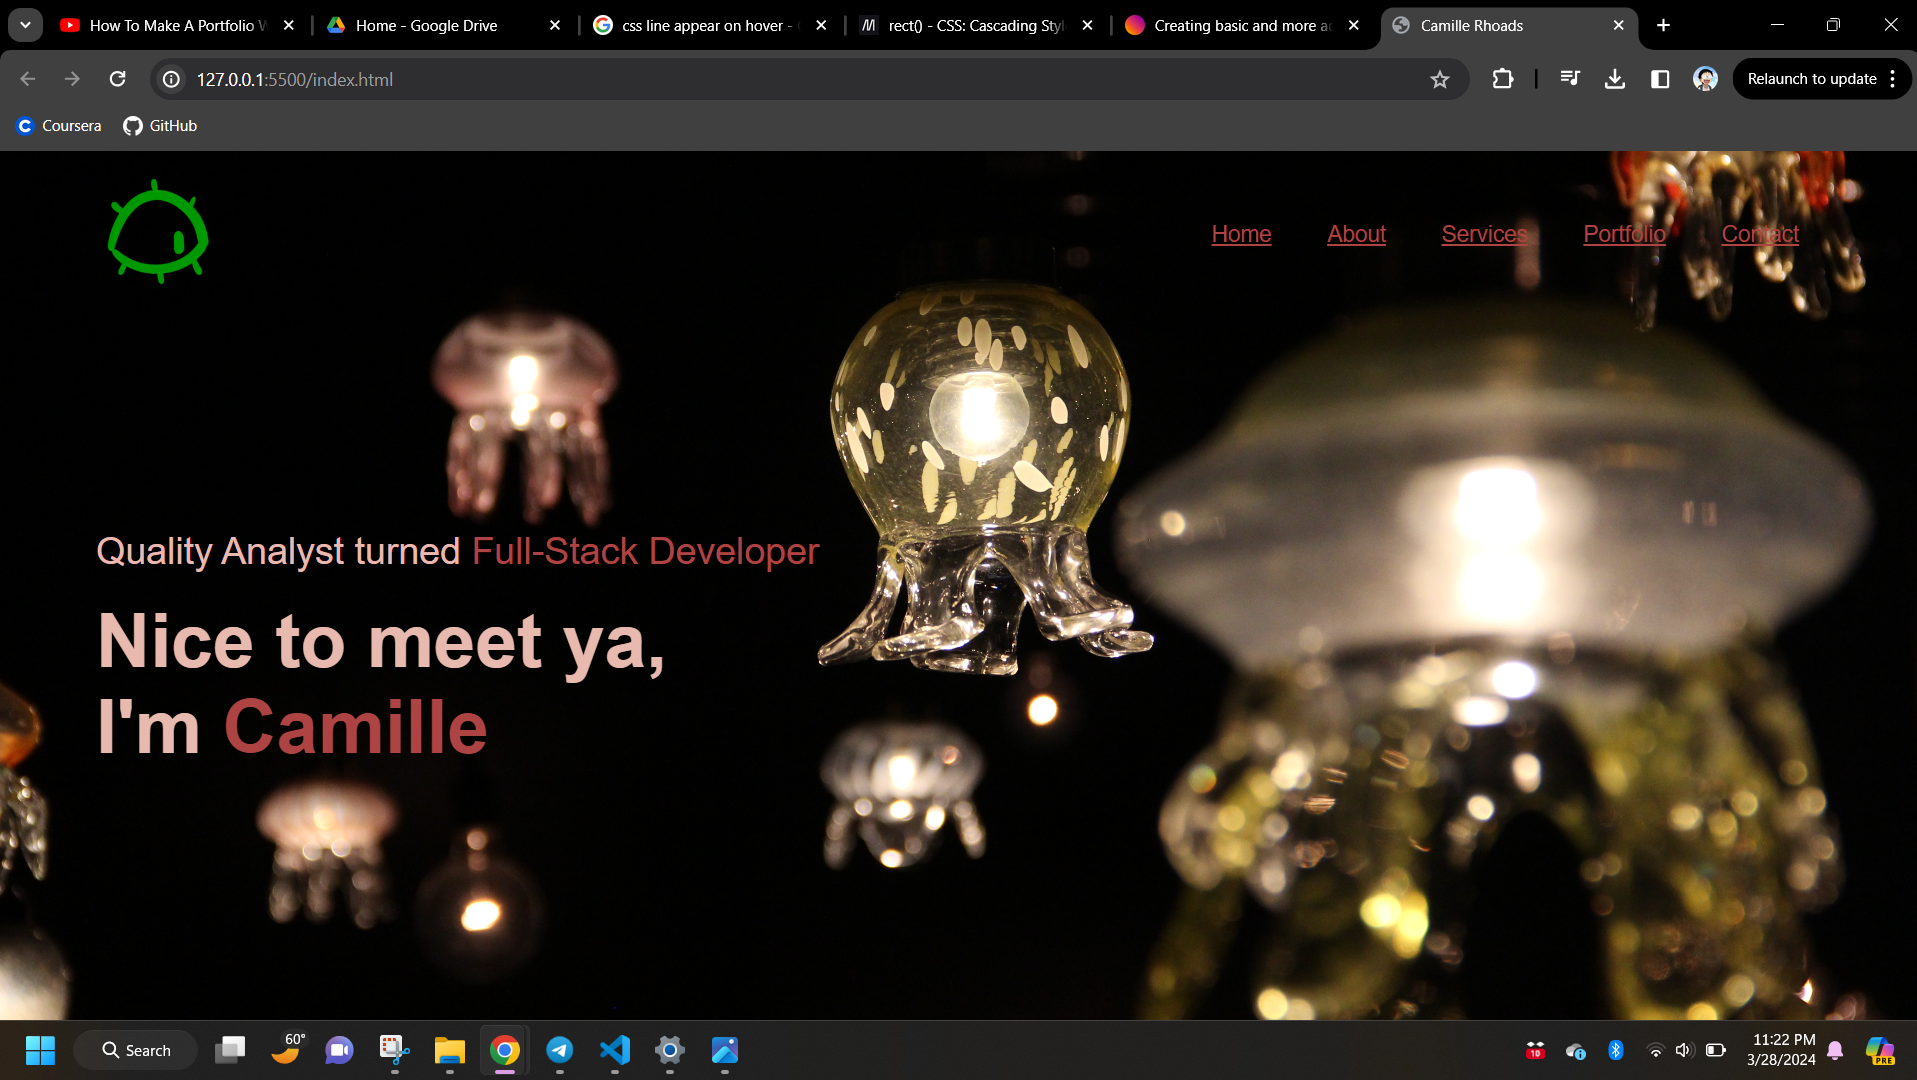 How To Make A Portfolio W
Home - Google Drive
css line appear on hover -
rect() - CSS: Cascading Styl
Creating basic and more ad
Camille Rhoads
127.0.0.1:5500/index.html
Relaunch to update
Coursera
GitHub
Home
About
Services
Portfolio
Contact
Quality Analyst turned Full-Stack Developer
Nice to meet ya,
I'm Camille
Search
60°
10
11:22 PM
3/28/2024
PRE